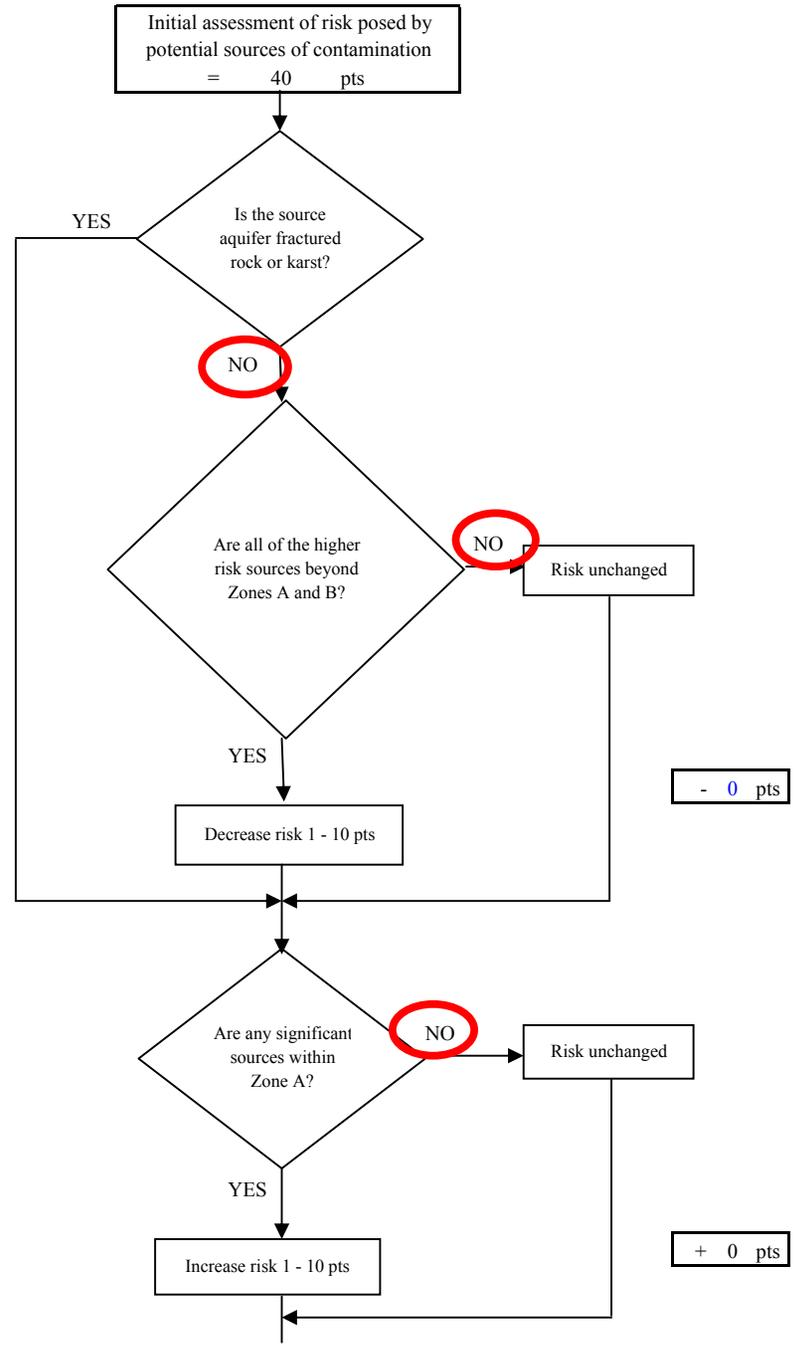 Initial assessment of risk posed by
potential sources of contamination
= 40 pts
YES
Is the source
aquifer fractured
rock or karst?
NO
Are all of the higher
risk sources beyond
Zones A and B?
NO
Risk unchanged
YES
- 0 pts
Decrease risk 1 - 10 pts
Are any significant
sources within
Zone A?
NO
Risk unchanged
YES
+ 0 pts
Increase risk 1 - 10 pts